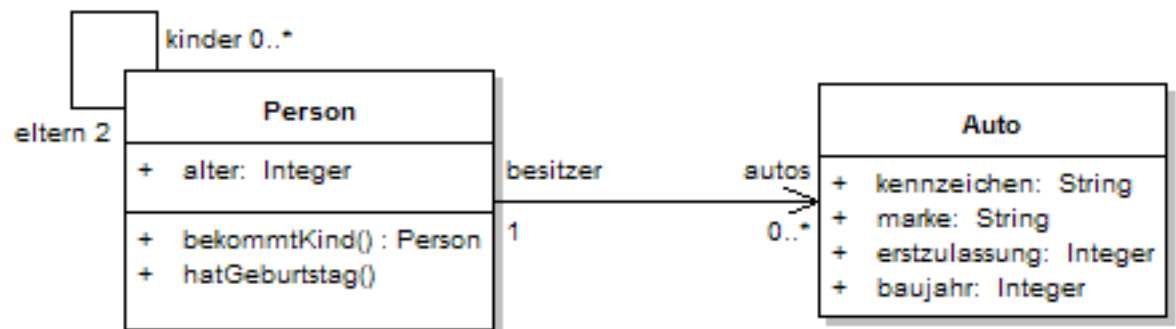 kinder 0..*
eltern 2
Person
+ alter: Integer
+ bekommtKind() : Person
+ hatGeburtstag()
besitzer
1
autos
0..*
Auto
+ kennzeichen: String
+ marke: String
+ erstzulassung: Integer
+ baujahr: Integer